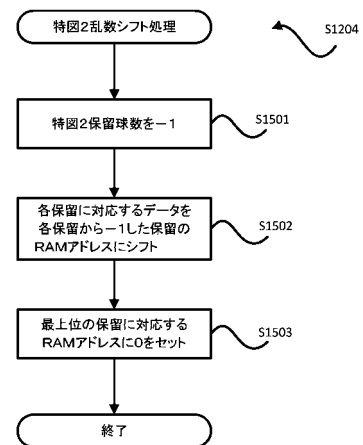 特図2乱数シフト処理
S1204
特図2保留球数を－1
S1501
各保留に対応するデータを
各保留から－1した保留の
RAMアドレスにシフト
S1502
最上位の保留に対応する
RAMアドレスに0をセット
S1503
終了